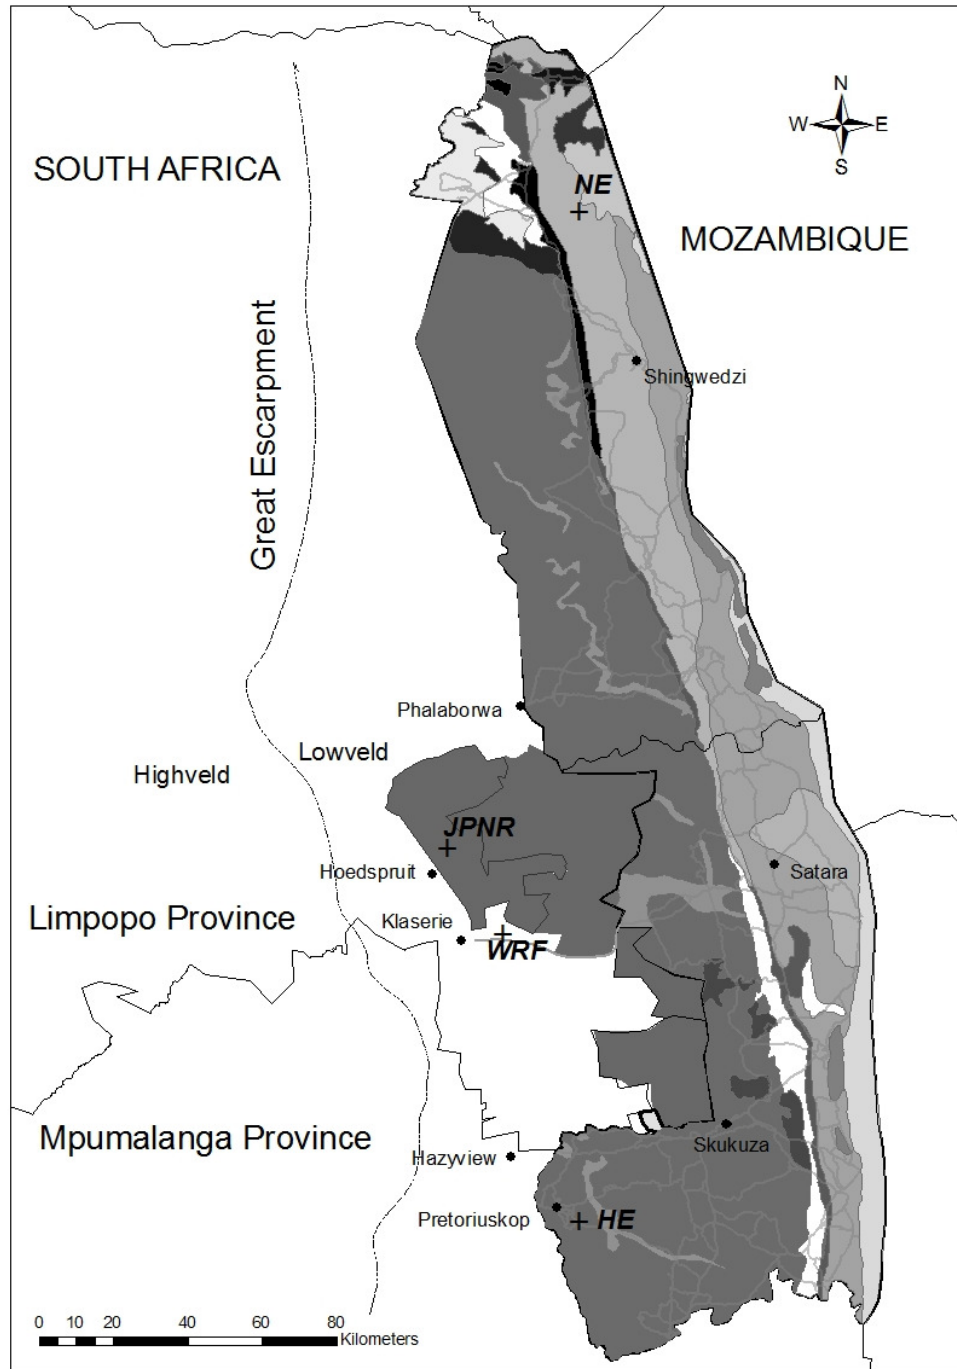 N
W E
S
SOUTH AFRICA
NE
MOZAMBIQUE
Great Escarpment
Shingwedzi
Phalaborwa
Lowveld
Highveld
JPNR
Hoedspruit
Satara
Limpopo Province
Klaserie
WRF
Mpumalanga Province
Skukuza
Hazyview
Pretoriuskop
HE
0 10 20 40 60 80
Kilometers